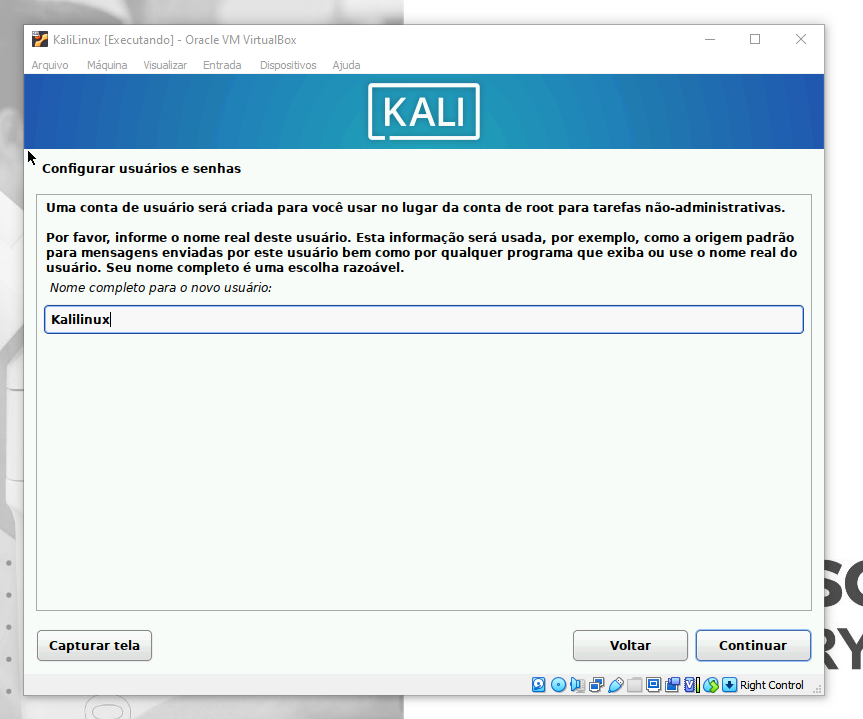 KaliLinux [Executando] - Oracle VM VirtualBox
Arquivo Máquina Visualizar Entrada Dispositivos Ajuda
KALI
Configurar usuários e senhas
Uma conta de usuário será criada para você usar no lugar da conta de root para tarefas não-administrativas.
Por favor, informe o nome real deste usuário. Esta informação será usada, por exemplo, como a origem padrão
para mensagens enviadas por este usuário bem como por qualquer programa que exiba ou use o nome real do
usuário. Seu nome completo é uma escolha razoável.
Nome completo para o novo usuário:
Kalilinux
Capturar tela Voltar Continuar
Right Control